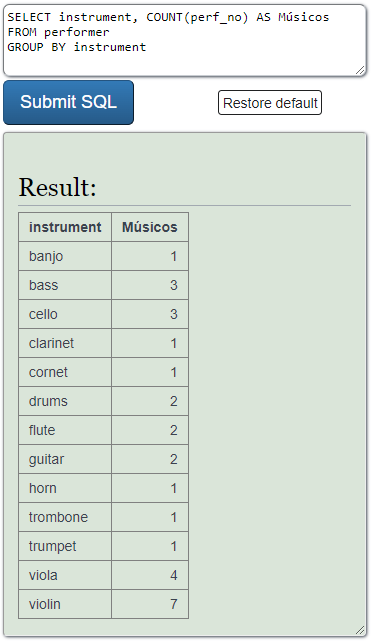 SELECT instrument, COUNT(perf_no) AS Músicos
FROM performer
GROUP BY instrument
Submit SQL
Restore default
Result:
instrument Músicos
banjo 1
bass 3
cello 3
clarinet 1
cornet 1
drums 2
flute 2
guitar 2
horn 1
trombone 1
trumpet 1
viola 4
violin 7